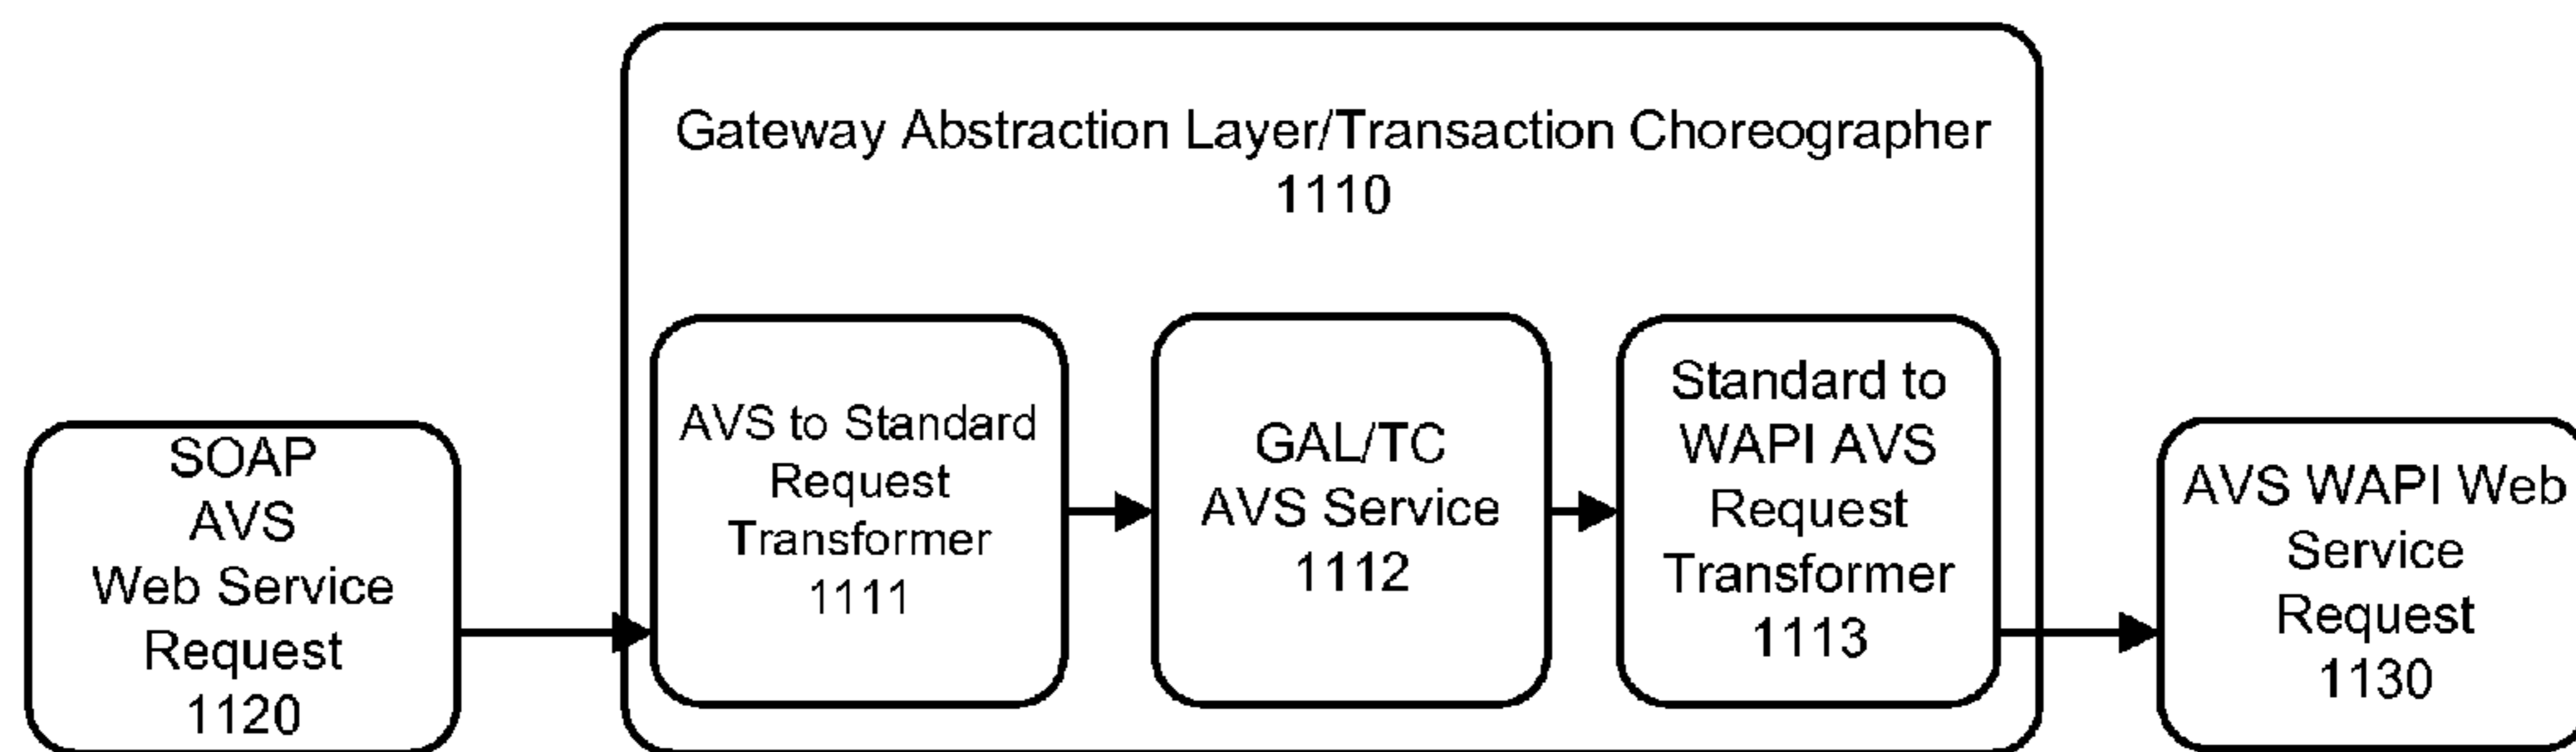 Gateway Abstraction Layer/Transaction Choreographer
1110
SOAP
AVS
Web Service
Request
1120
AVS to Standard
Request
Transformer
1111
GAL/TC
AVS Service
1112
Standard to
WAPI AVS
Request
Transformer
1113
AVS WAPI Web
Service
Request
1130